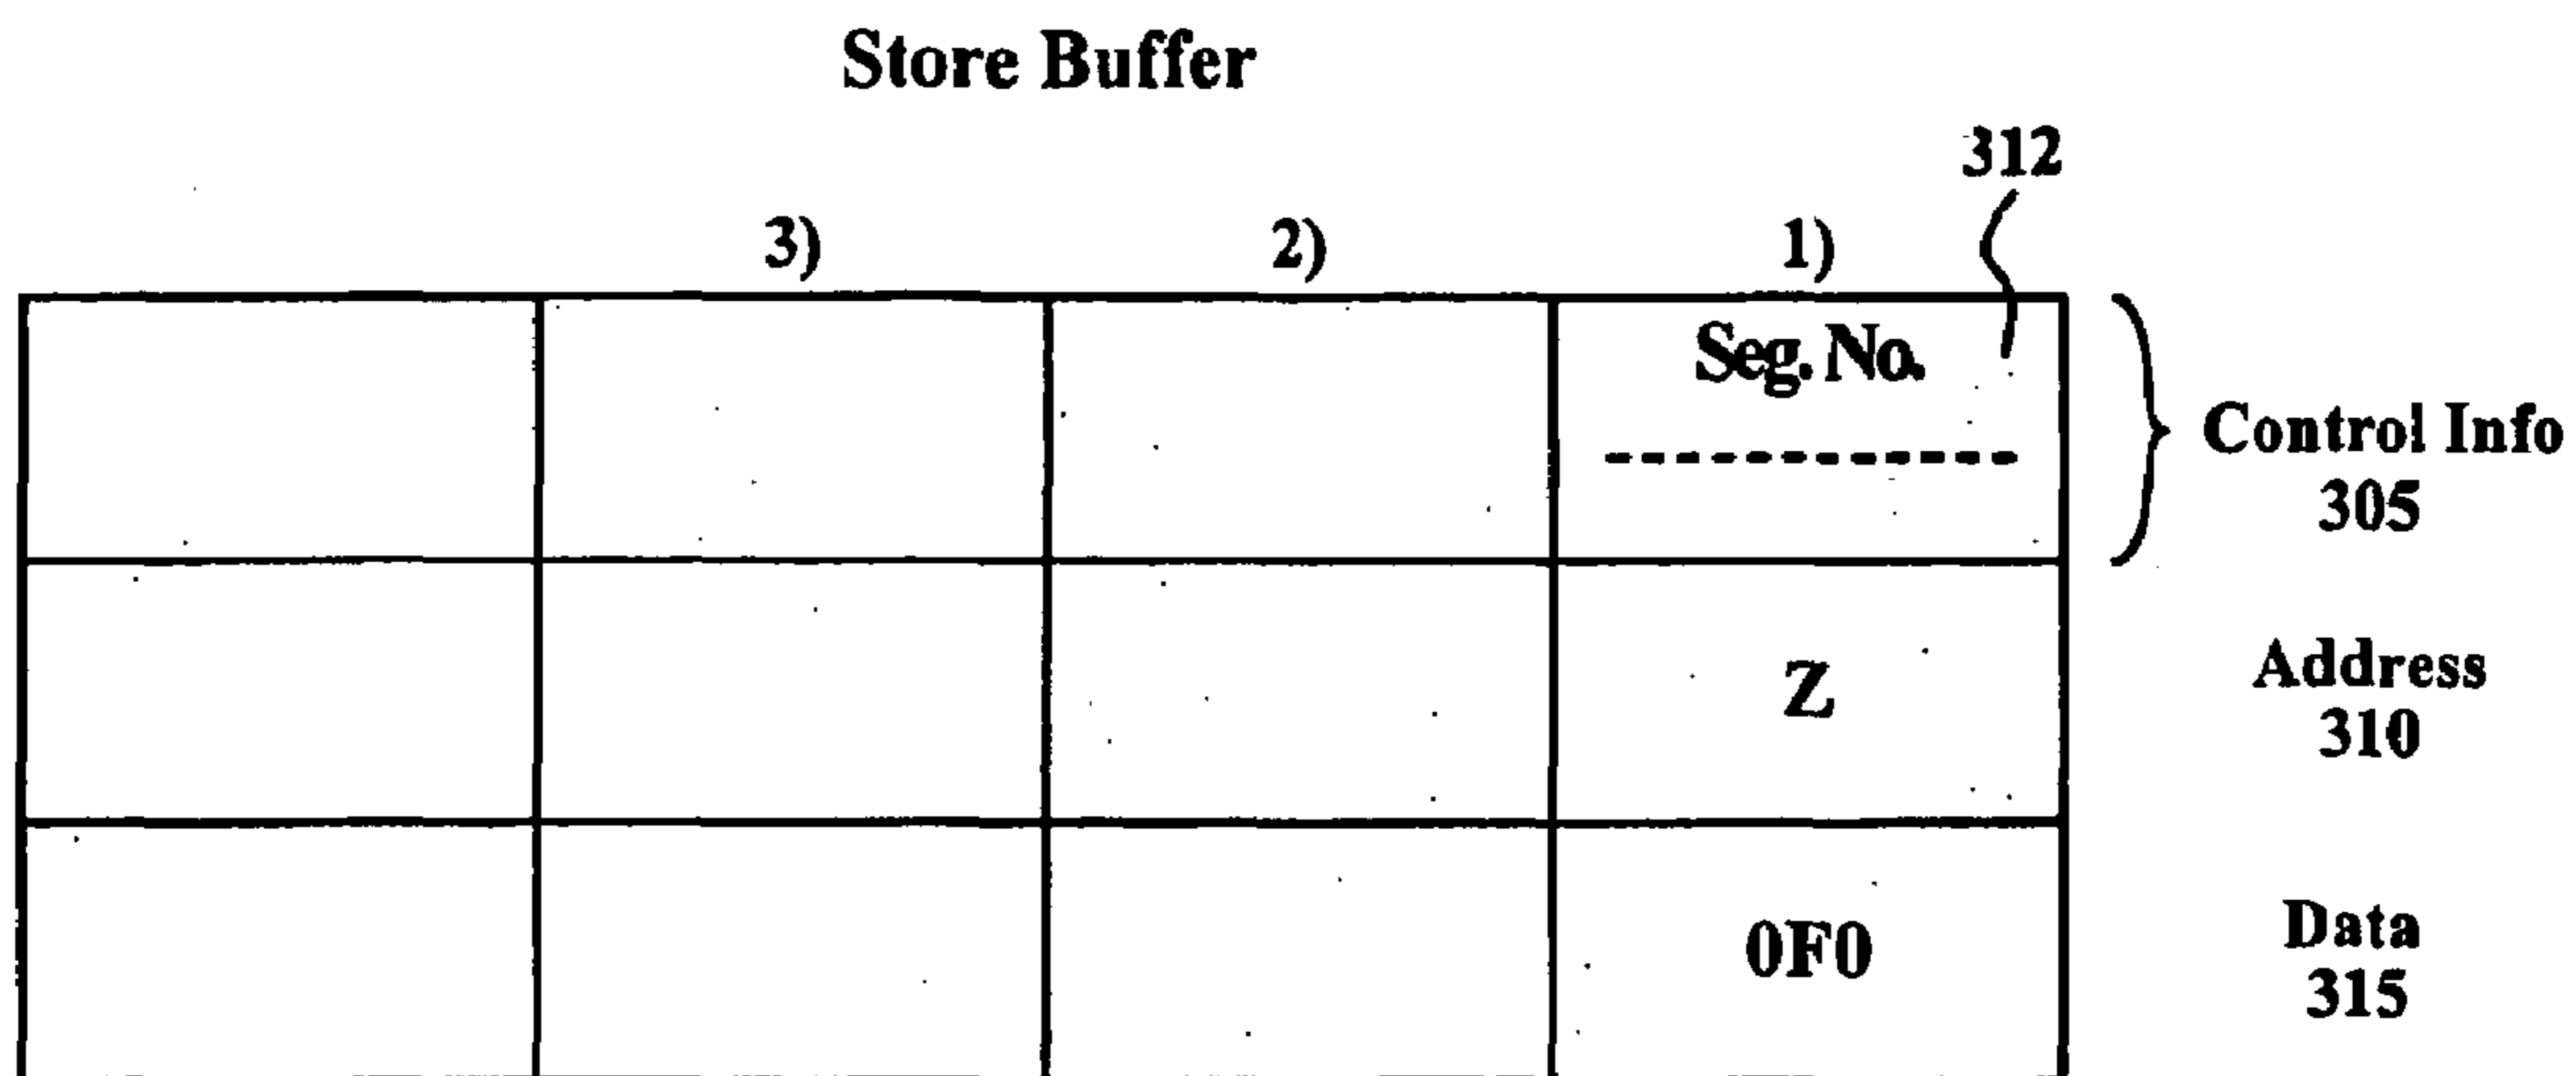 Store Buffer
312
3) 2) 1)
Seg. No.
Control Info
305
Z
Address
310
0F0
Data
315